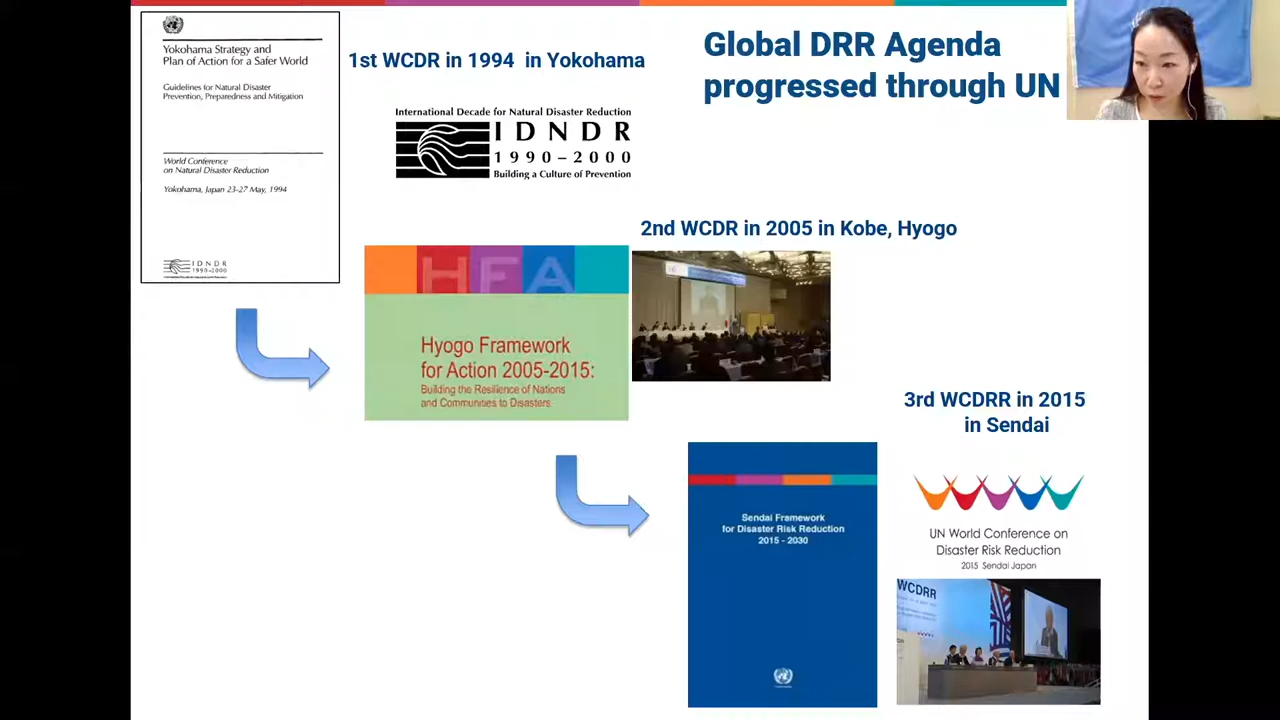 Yokohama Strategy and
Plan of Action for a Safer World
Guidelines for Natural Disaster
Prevention, Preparedness and Mitigation
World Conference
on Natural Disaster Reduction
Yokohama, Japan 23-27 May, 1994
IDNDR
1990-2000
1st WCDR in 1994 in Yokohama
International Decade for Natural Disaster Reduction
IDNDR
1990–2000
Building a Culture of Prevention
Global DRR Agenda
progressed through UN
2nd WCDR in 2005 in Kobe, Hyogo
HFA
Hyogo Framework
for Action 2005-2015:
Building the Resilience of Nations
and Communities to Disasters
3rd WCDRR in 2015
in Sendai
Sendai Framework
for Disaster Risk Reduction
2015 - 2030
UN World Conference on
Disaster Risk Reduction
2015 Sendai Japan
WCDRR